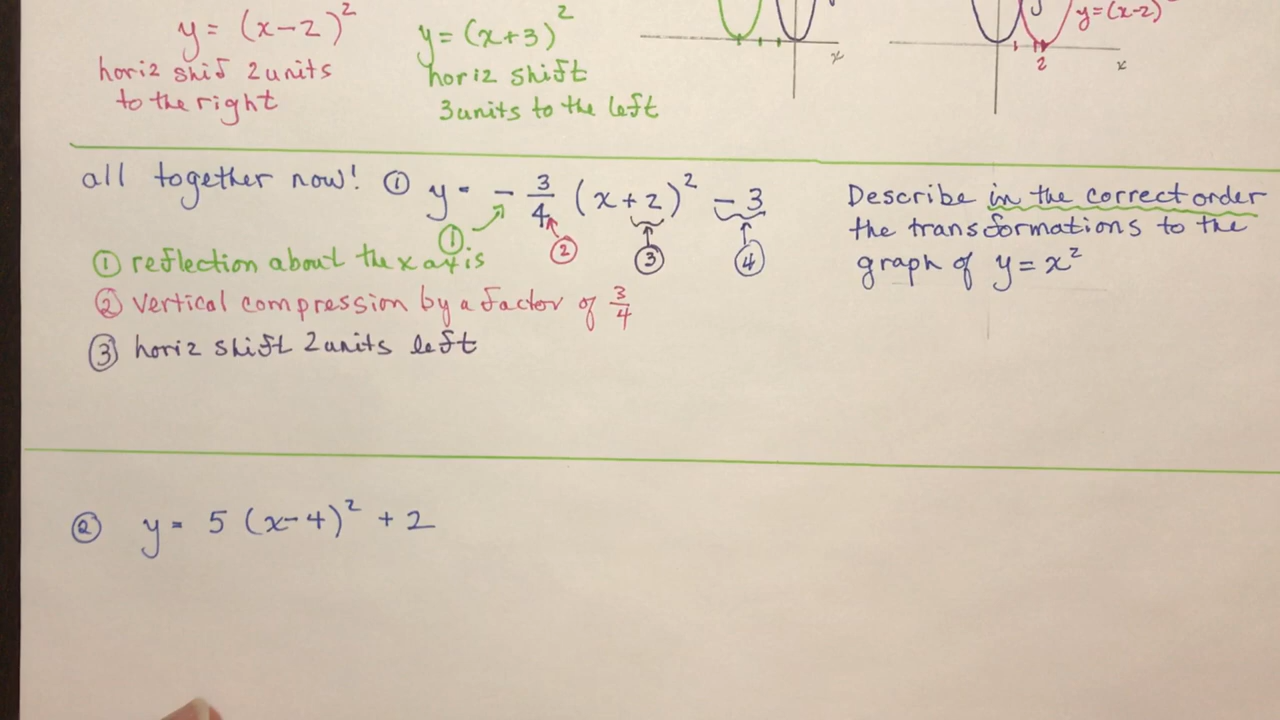 y = (x-2)²
horiz shif 2 units
to the right
y = (x+3)²
horiz shift
3 units to the left
x
y=(x-2)
2
x
all together now! ① y = - 3/4 (x+2)² - 3
① ② ③ ④
Describe in the correct order
the transformations to the
graph of y = x²
① reflection about the x axis
② vertical compression by a factor of 3/4
③ horiz shift 2 units left
② y = 5 (x-4)² + 2